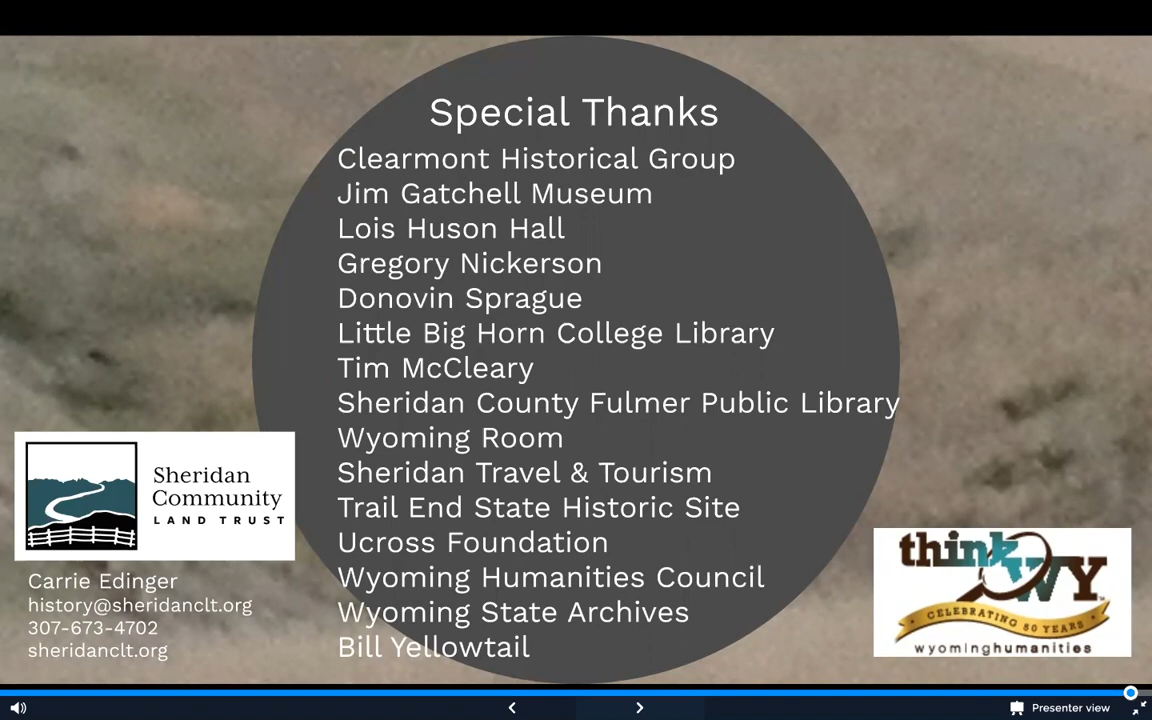 Special Thanks
Clearmont Historical Group
Jim Gatchell Museum
Lois Huson Hall
Gregory Nickerson
Donovin Sprague
Little Big Horn College Library
Tim McCleary
Sheridan County Fulmer Public Library
Wyoming Room
Sheridan Travel & Tourism
Trail End State Historic Site
Ucross Foundation
Wyoming Humanities Council
Wyoming State Archives
Bill Yellowtail
Sheridan
Community
LAND TRUST
Carrie Edinger
history@sheridanclt.org
307-673-4702
sheridanclt.org
thinkWY
CELEBRATING 50 YEARS
wyominghumanities
Presenter view